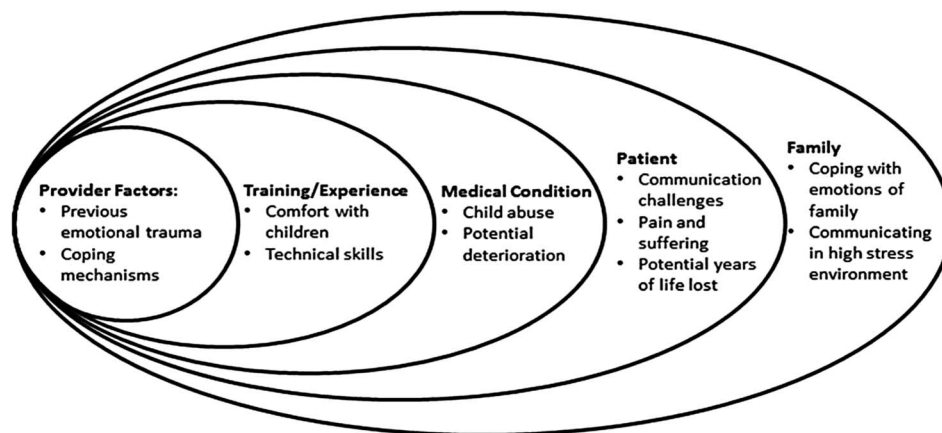 Provider Factors:
• Previous
emotional trauma
• Coping
mechanisms
Training/Experience
• Comfort with
children
• Technical skills
Medical Condition
• Child abuse
• Potential
deterioration
Patient
• Communication
challenges
• Pain and
suffering
• Potential years
of life lost
Family
• Coping with
emotions of
family
• Communicating
in high stress
environment